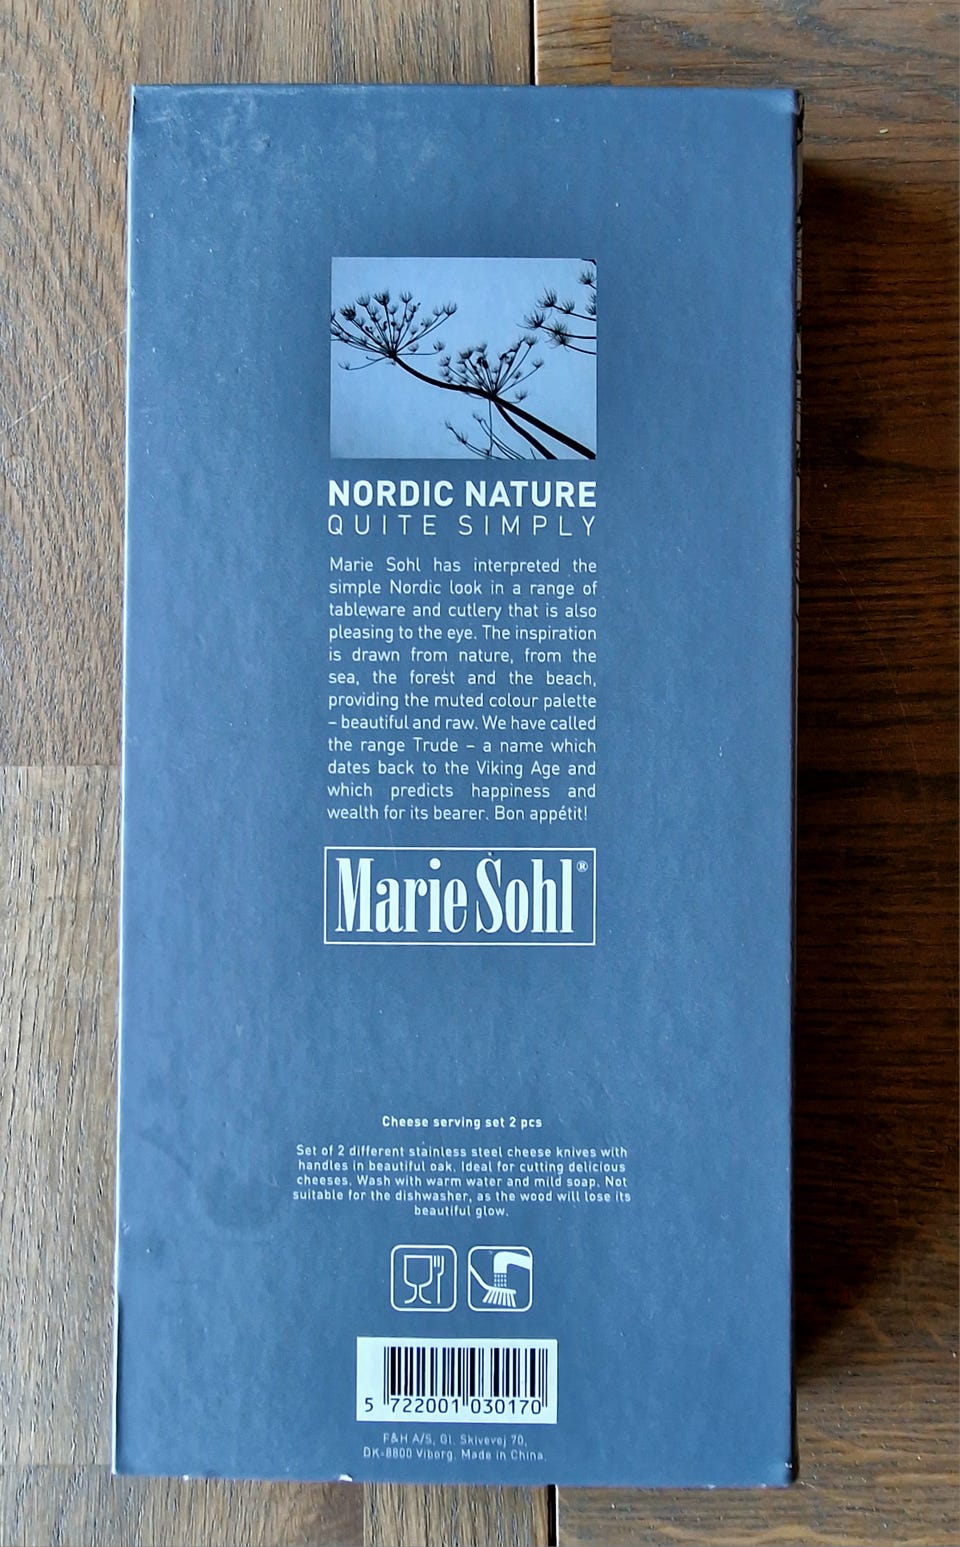 NORDIC NATURE
QUITE SIMPLY
Marie Sohl has interpreted the
simple Nordic look in a range of
tableware and cutlery that is also
pleasing to the eye. The inspiration
is drawn from nature, from the
sea, the forest and the beach,
providing the muted colour palette
– beautiful and raw. We have called
the range Trude – a name which
dates back to the Viking Age and
which predicts happiness and
wealth for its bearer. Bon appétit!
Marie Sohl®
Cheese serving set 2 pcs
Set of 2 different stainless steel cheese knives with
handles in beautiful oak. Ideal for cutting delicious
cheeses. Wash with warm water and mild soap. Not
suitable for the dishwasher, as the wood will lose its
beautiful glow.
5 722001 030170
F&H A/S, Gl. Skivevej 70,
DK-8800 Viborg. Made in China.